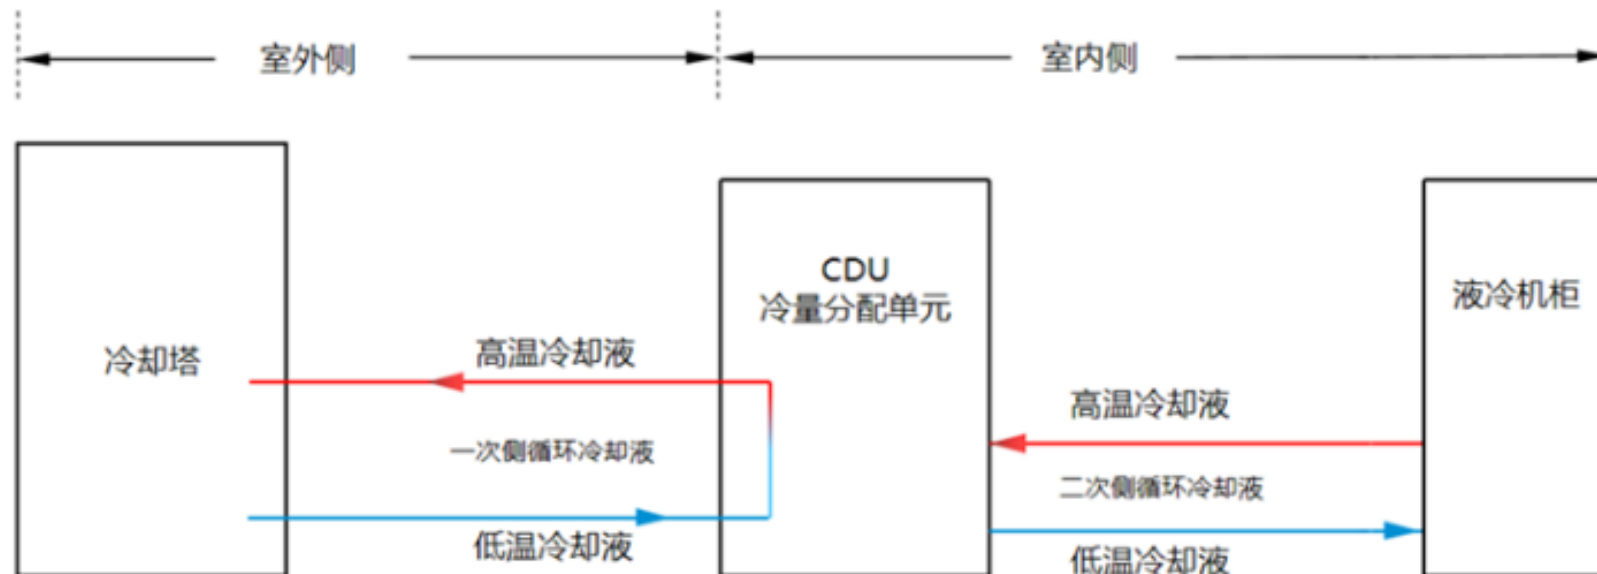 室外侧
室内侧
CDU
冷量分配单元
液冷机柜
冷却塔
高温冷却液
高温冷却液
一次侧循环冷却液
二次侧循环冷却液
低温冷却液
低温冷却液